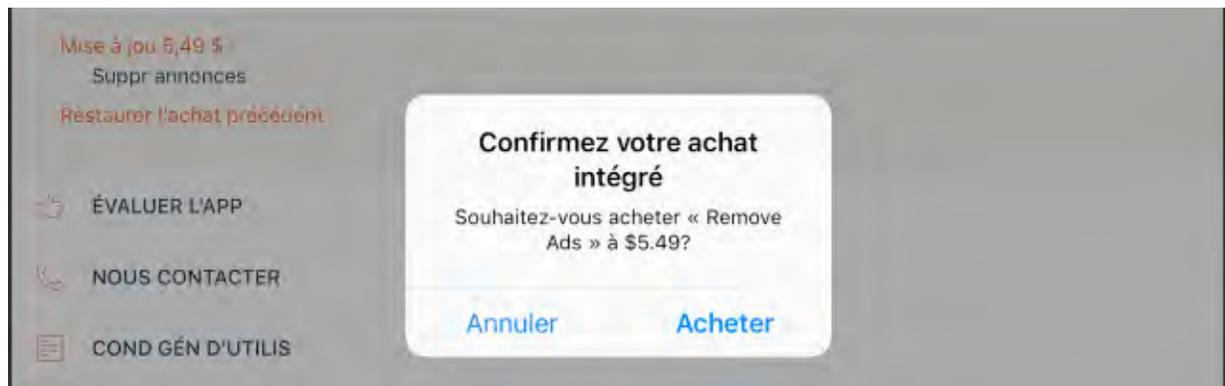 Mise à jou 5,49 $
Suppr annonces
Restaurer l'achat précédent
ÉVALUER L'APP
NOUS CONTACTER
COND GÉN D'UTILIS
Confirmez votre achat
intégré
Souhaitez-vous acheter « Remove
Ads » à $5.49?
Annuler
Acheter